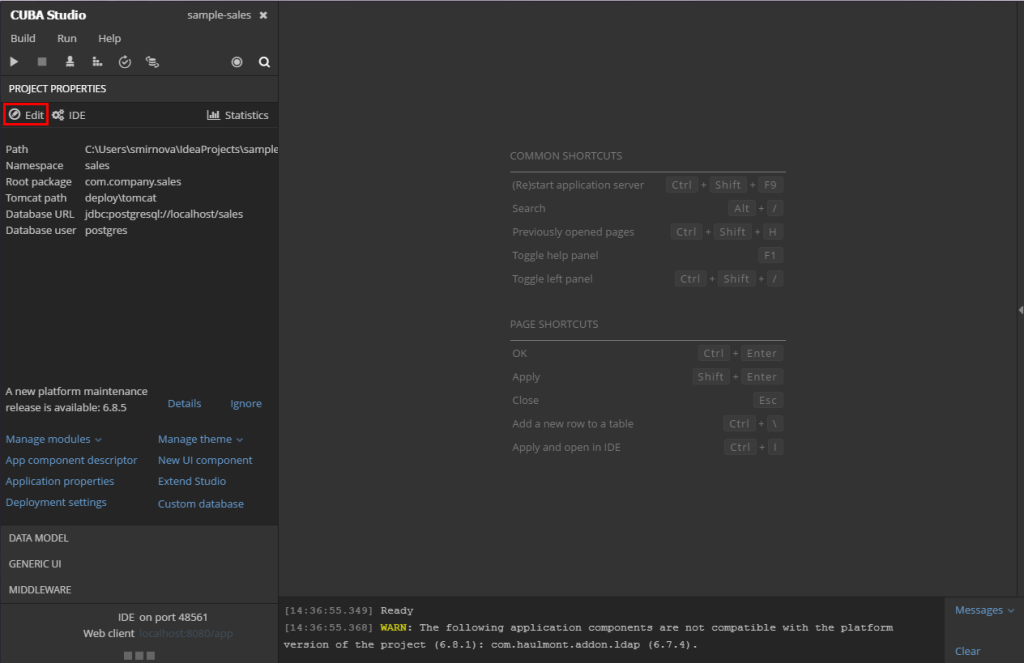 CUBA Studio
sample-sales
Build Run Help
PROJECT PROPERTIES
Edit IDE Statistics
Path C:\Users\smirnova\IdeaProjects\sample
Namespace sales
Root package com.company.sales
Tomcat path deploy\tomcat
Database URL jdbc:postgresql://localhost/sales
Database user postgres
A new platform maintenance
release is available: 6.8.5
Details Ignore
Manage modules Manage theme
App component descriptor New UI component
Application properties Extend Studio
Deployment settings Custom database
DATA MODEL
GENERIC UI
MIDDLEWARE
IDE on port 48561
Web client localhost:8080/app
COMMON SHORTCUTS
(Re)start application server Ctrl + Shift + F9
Search Alt + /
Previously opened pages Ctrl + Shift + H
Toggle help panel F1
Toggle left panel Ctrl + Shift + /
PAGE SHORTCUTS
OK Ctrl + Enter
Apply Shift + Enter
Close Esc
Add a new row to a table Ctrl + \
Apply and open in IDE Ctrl + I
[14:36:55.349] Ready
[14:36:55.368] WARN: The following application components are not compatible with the platform
version of the project (6.8.1): com.haulmont.addon.ldap (6.7.4).
Messages
Clear